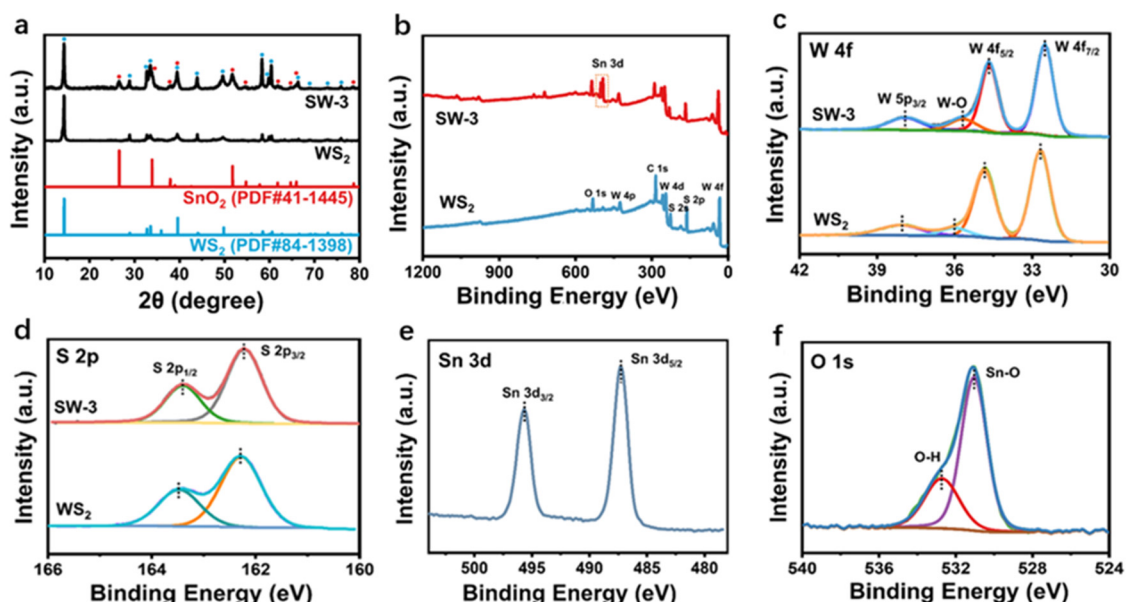 a
Intensity (a.u.)
SW-3
WS2
SnO2 (PDF#41-1445)
WS2 (PDF#84-1398)
10 20 30 40 50 60 70 80
2θ (degree)
b
Intensity (a.u.)
Sn 3d
SW-3
WS2
O 1s
W 4p
C 1s
W 4d
S 2s
S 2p
W 4f
1200 900 600 300 0
Binding Energy (eV)
c
Intensity (a.u.)
W 4f
W 4f5/2
W 4f7/2
W 5p3/2
W-O
SW-3
WS2
42 39 36 33 30
Binding Energy (eV)
d
Intensity (a.u.)
S 2p
S 2p1/2
S 2p3/2
SW-3
WS2
166 164 162 160
Binding Energy (eV)
e
Intensity (a.u.)
Sn 3d
Sn 3d3/2
Sn 3d5/2
500 495 490 485 480
Binding Energy (eV)
f
Intensity (a.u.)
O 1s
Sn-O
O-H
540 536 532 528 524
Binding Energy (eV)